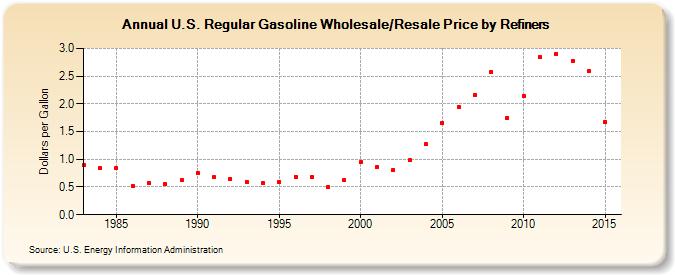 Annual U.S. Regular Gasoline Wholesale/Resale Price by Refiners
Dollars per Gallon
3.0
2.5
2.0
1.5
1.0
0.5
0.0
1985 1990 1995 2000 2005 2010 2015
Source: U.S. Energy Information Administration